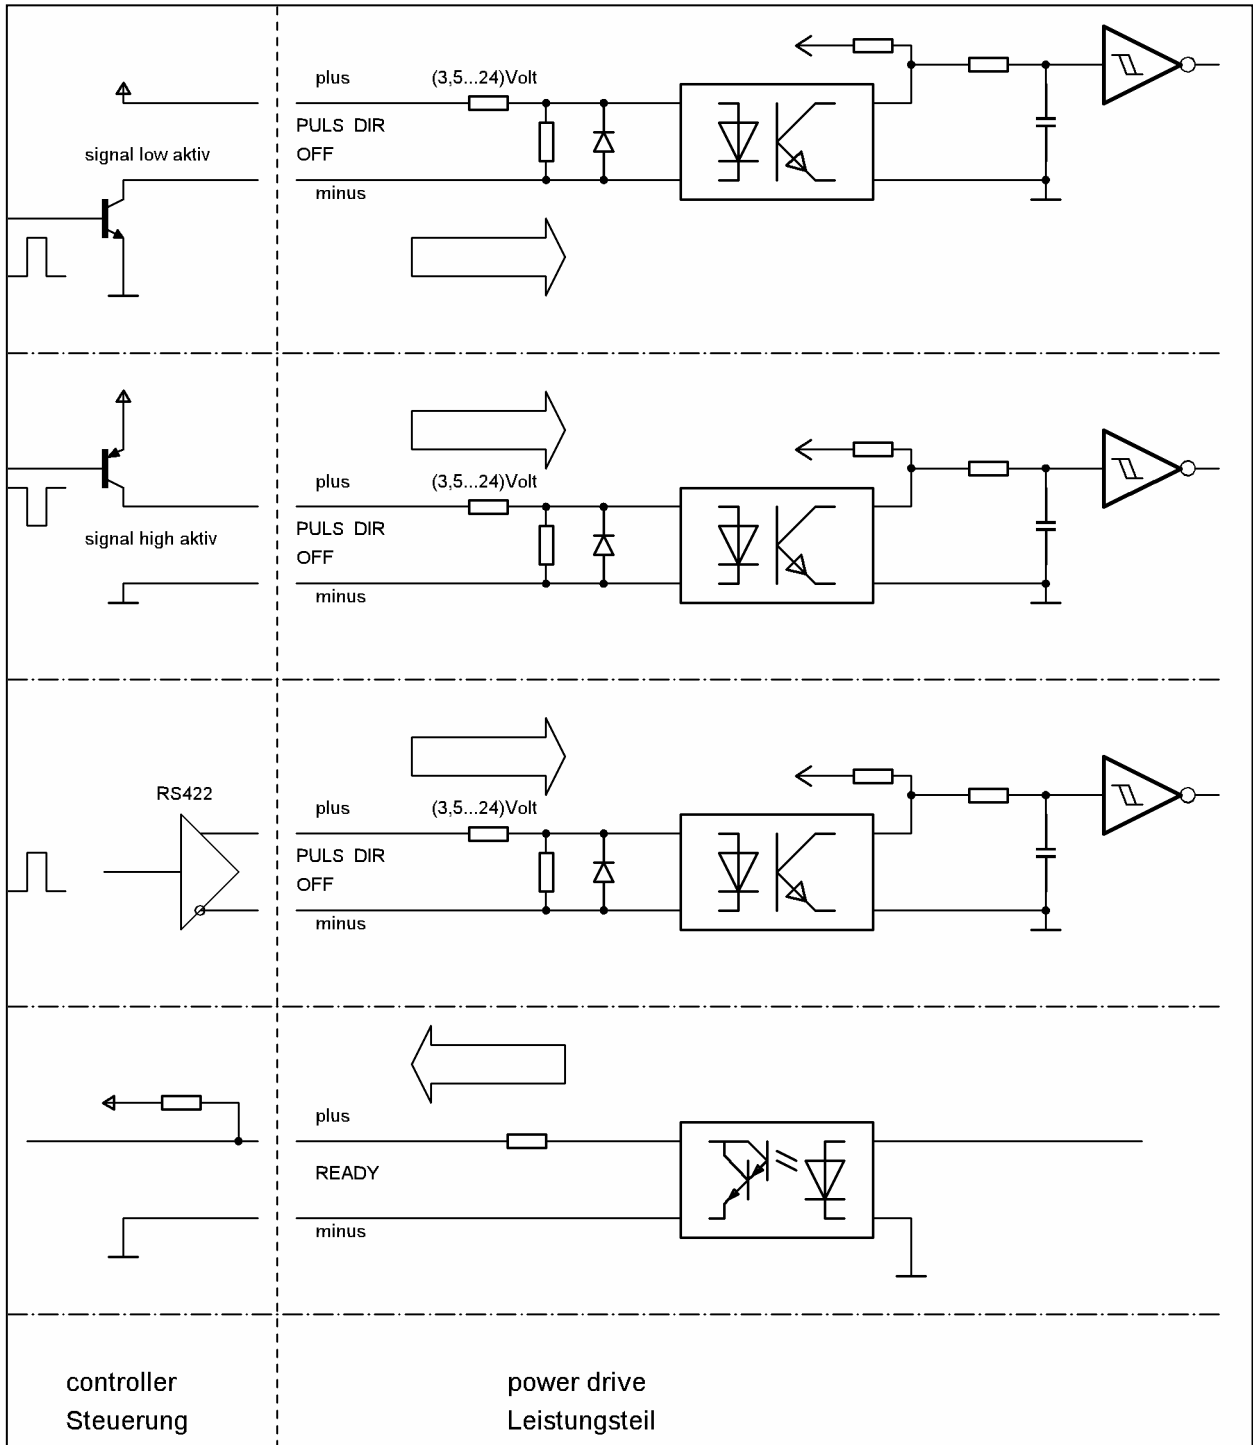 plus
(3,5...24)Volt
PULS DIR
OFF
signal low aktiv
minus
plus
(3,5...24)Volt
PULS DIR
signal high aktiv
OFF
minus
RS422
plus
(3,5...24)Volt
PULS DIR
OFF
minus
plus
READY
minus
controller
Steuerung
power drive
Leistungsteil